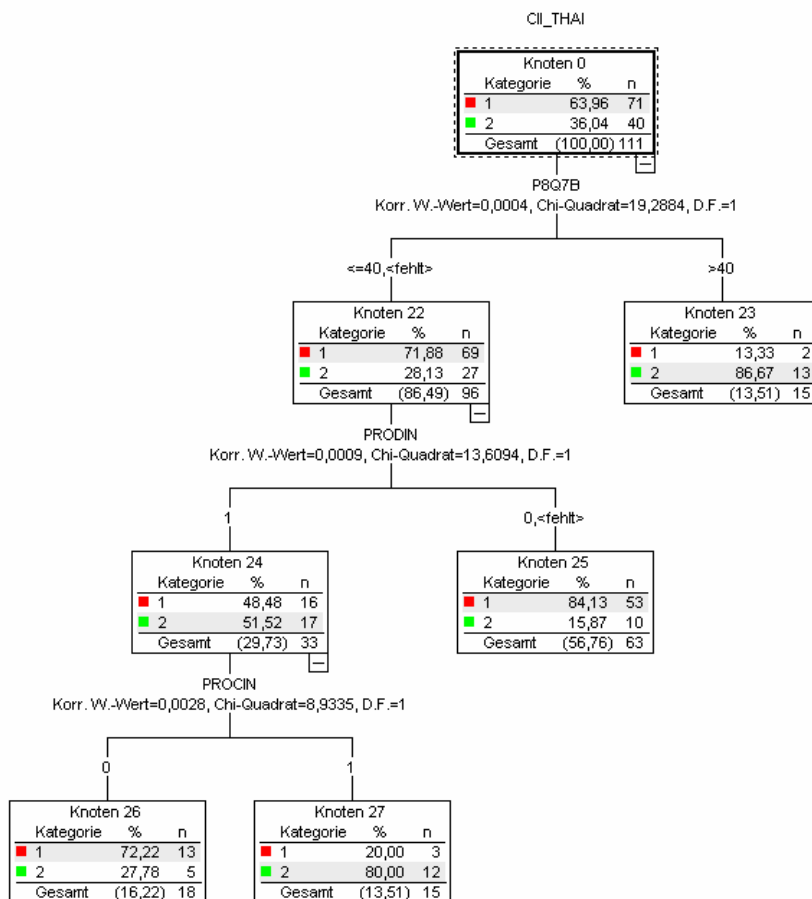 CII_THAI
Knoten 0
Kategorie % n
1 63,96 71
2 36,04 40
Gesamt (100,00) 111
P8Q7B
Korr. W.-Wert=0,0004, Chi-Quadrat=19,2884, D.F.=1
<=40,<fehlt>
>40
Knoten 22
Kategorie % n
1 71,88 69
2 28,13 27
Gesamt (86,49) 96
Knoten 23
Kategorie % n
1 13,33 2
2 86,67 13
Gesamt (13,51) 15
PRODIN
Korr. W.-Wert=0,0009, Chi-Quadrat=13,6094, D.F.=1
1
0,<fehlt>
Knoten 24
Kategorie % n
1 48,48 16
2 51,52 17
Gesamt (29,73) 33
Knoten 25
Kategorie % n
1 84,13 53
2 15,87 10
Gesamt (56,76) 63
PROCIN
Korr. W.-Wert=0,0028, Chi-Quadrat=8,9335, D.F.=1
0
1
Knoten 26
Kategorie % n
1 72,22 13
2 27,78 5
Gesamt (16,22) 18
Knoten 27
Kategorie % n
1 20,00 3
2 80,00 12
Gesamt (13,51) 15